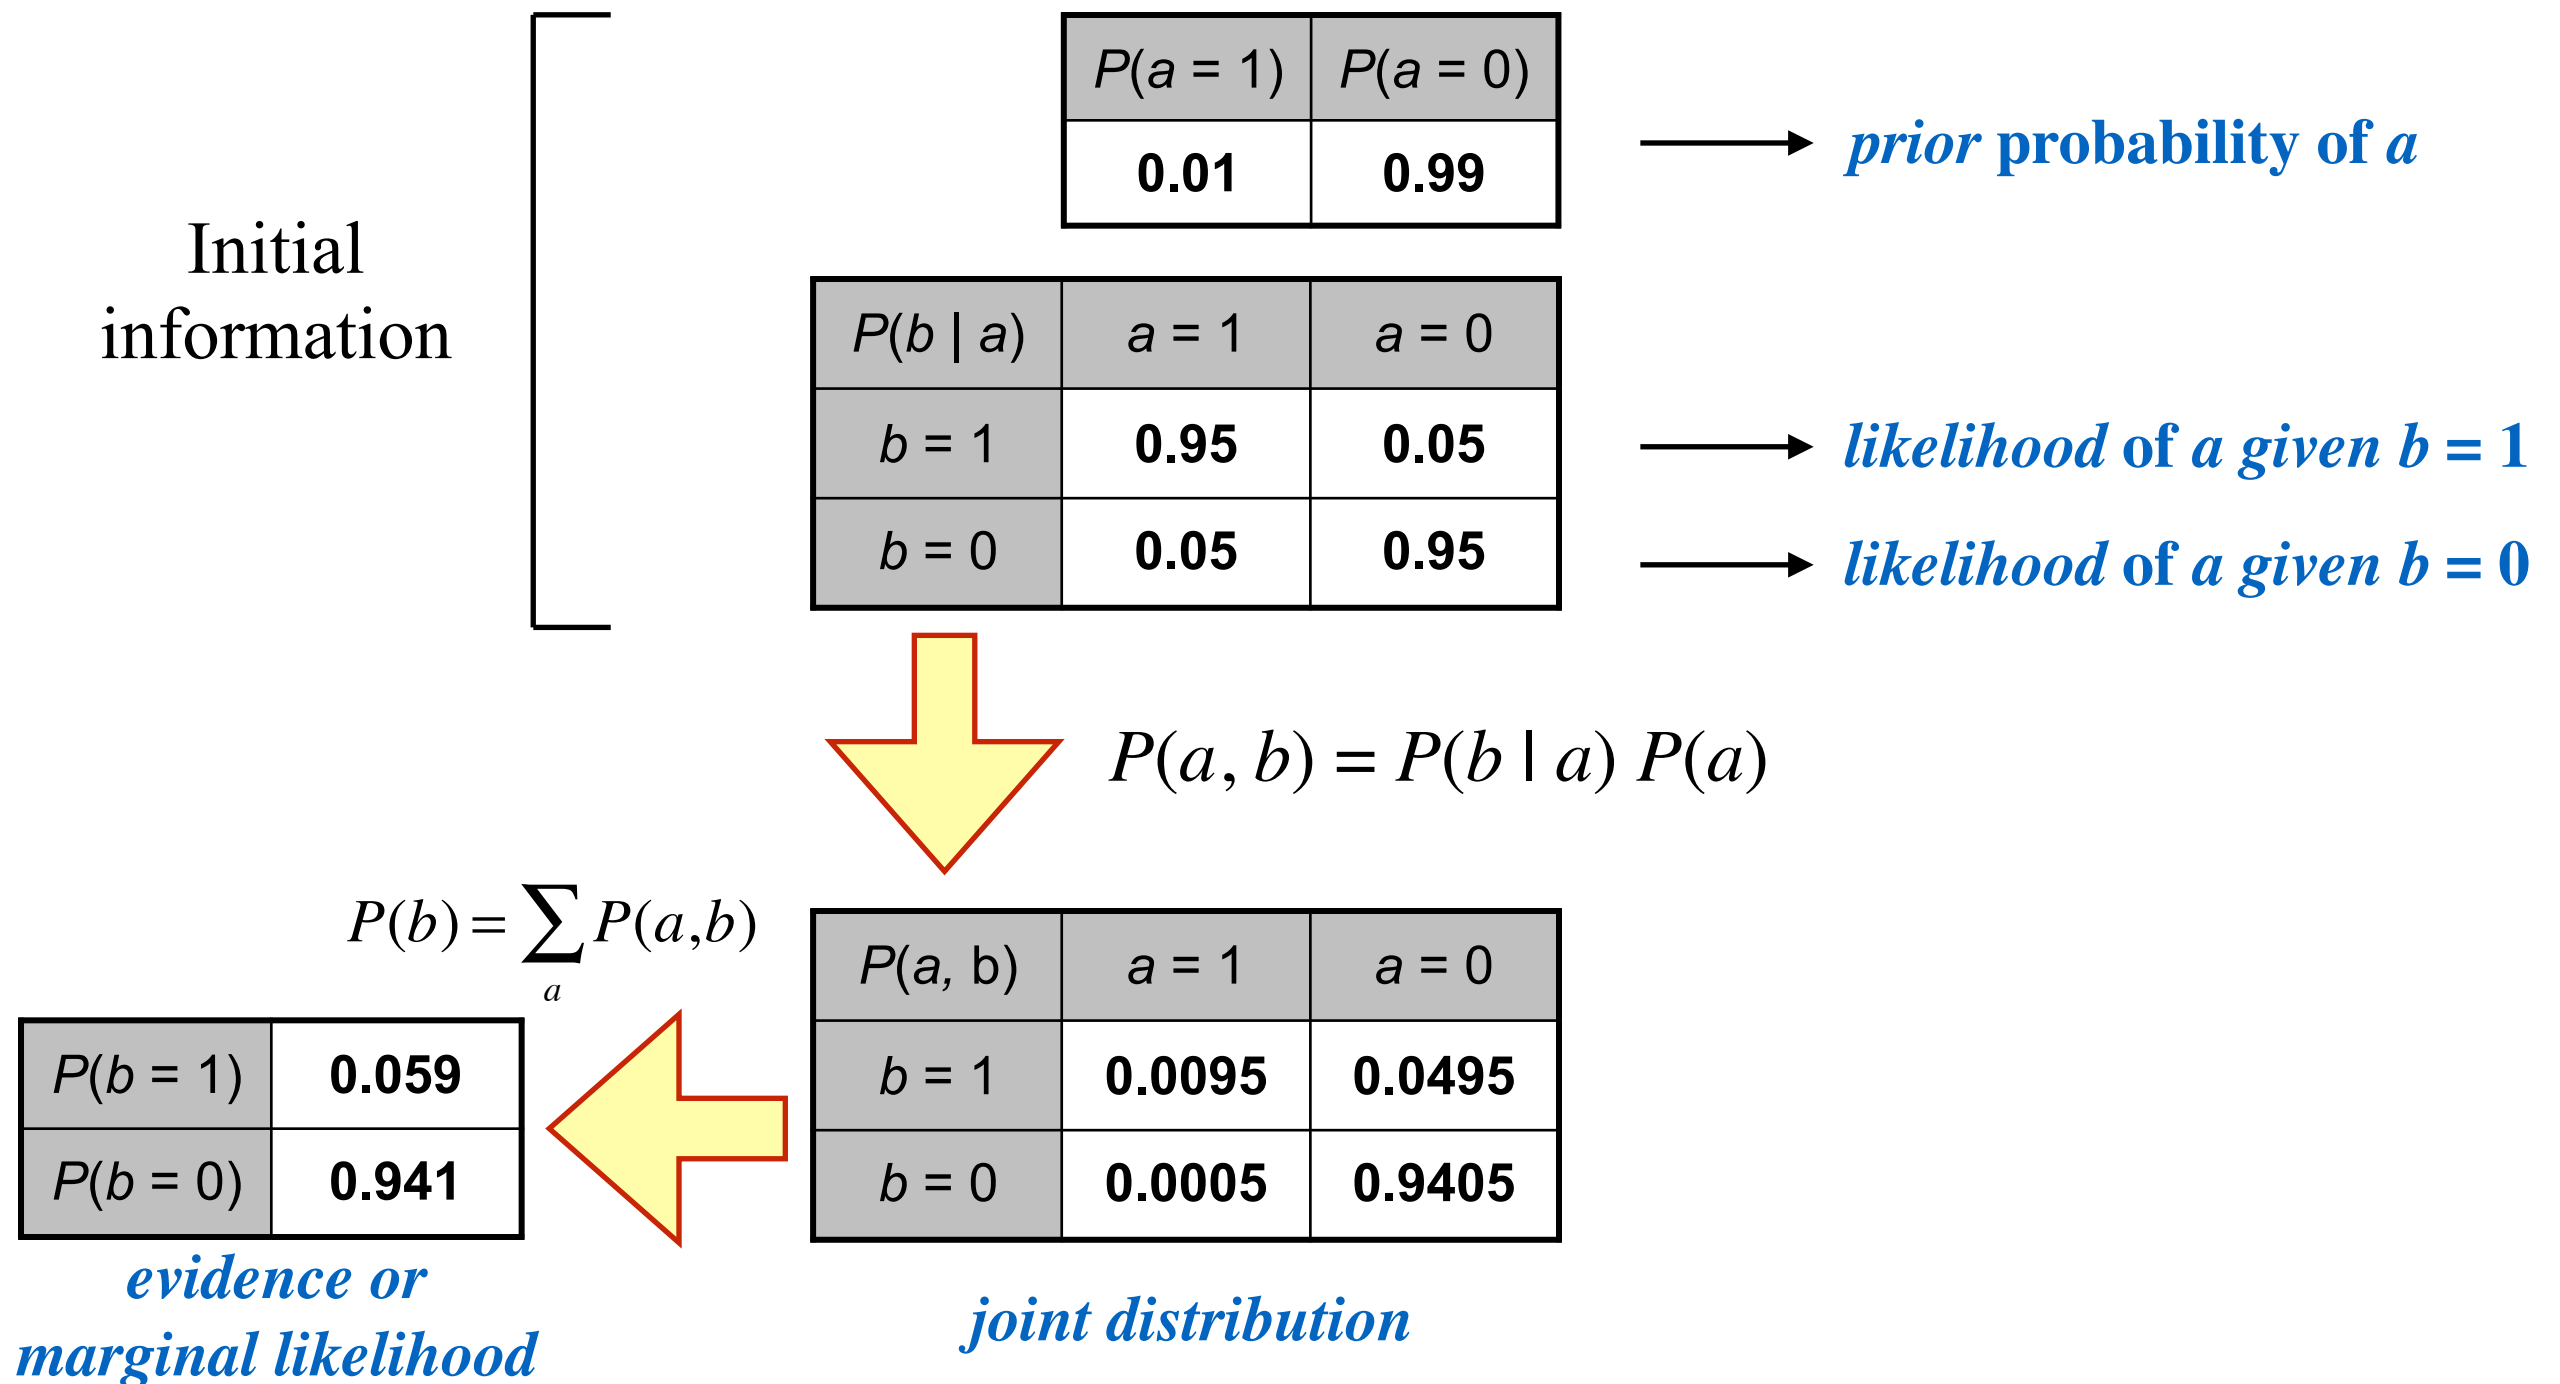 P(a = 1) P(a = 0)
0.01 0.99
prior probability of a
Initial
information
P(b | a) a = 1 a = 0
b = 1 0.95 0.05
likelihood of a given b = 1
b = 0 0.05 0.95
likelihood of a given b = 0
P(a, b) = P(b | a) P(a)
P(b) = ∑ P(a,b)
a
P(a, b) a = 1 a = 0
b = 1 0.0095 0.0495
b = 0 0.0005 0.9405
P(b = 1) 0.059
P(b = 0) 0.941
evidence or
marginal likelihood
joint distribution